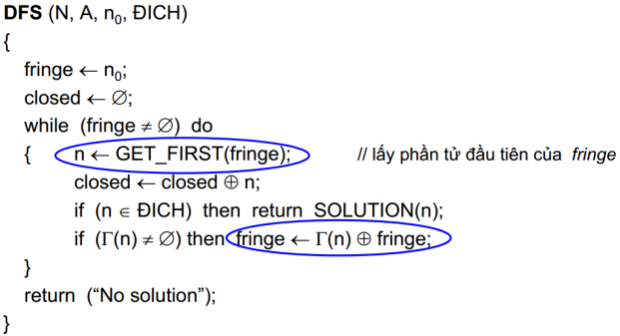 DFS (N, A, n₀, ĐICH)
{
fringe ← n₀;
closed ← ∅;
while (fringe ≠ ∅) do
{ n ← GET_FIRST(fringe); // lấy phần tử đầu tiên của fringe
closed ← closed ⊕ n;
if (n ∈ ĐICH) then return SOLUTION(n);
if (Γ(n) ≠ ∅) then fringe ← Γ(n) ⊕ fringe;
}
return (“No solution”);
}